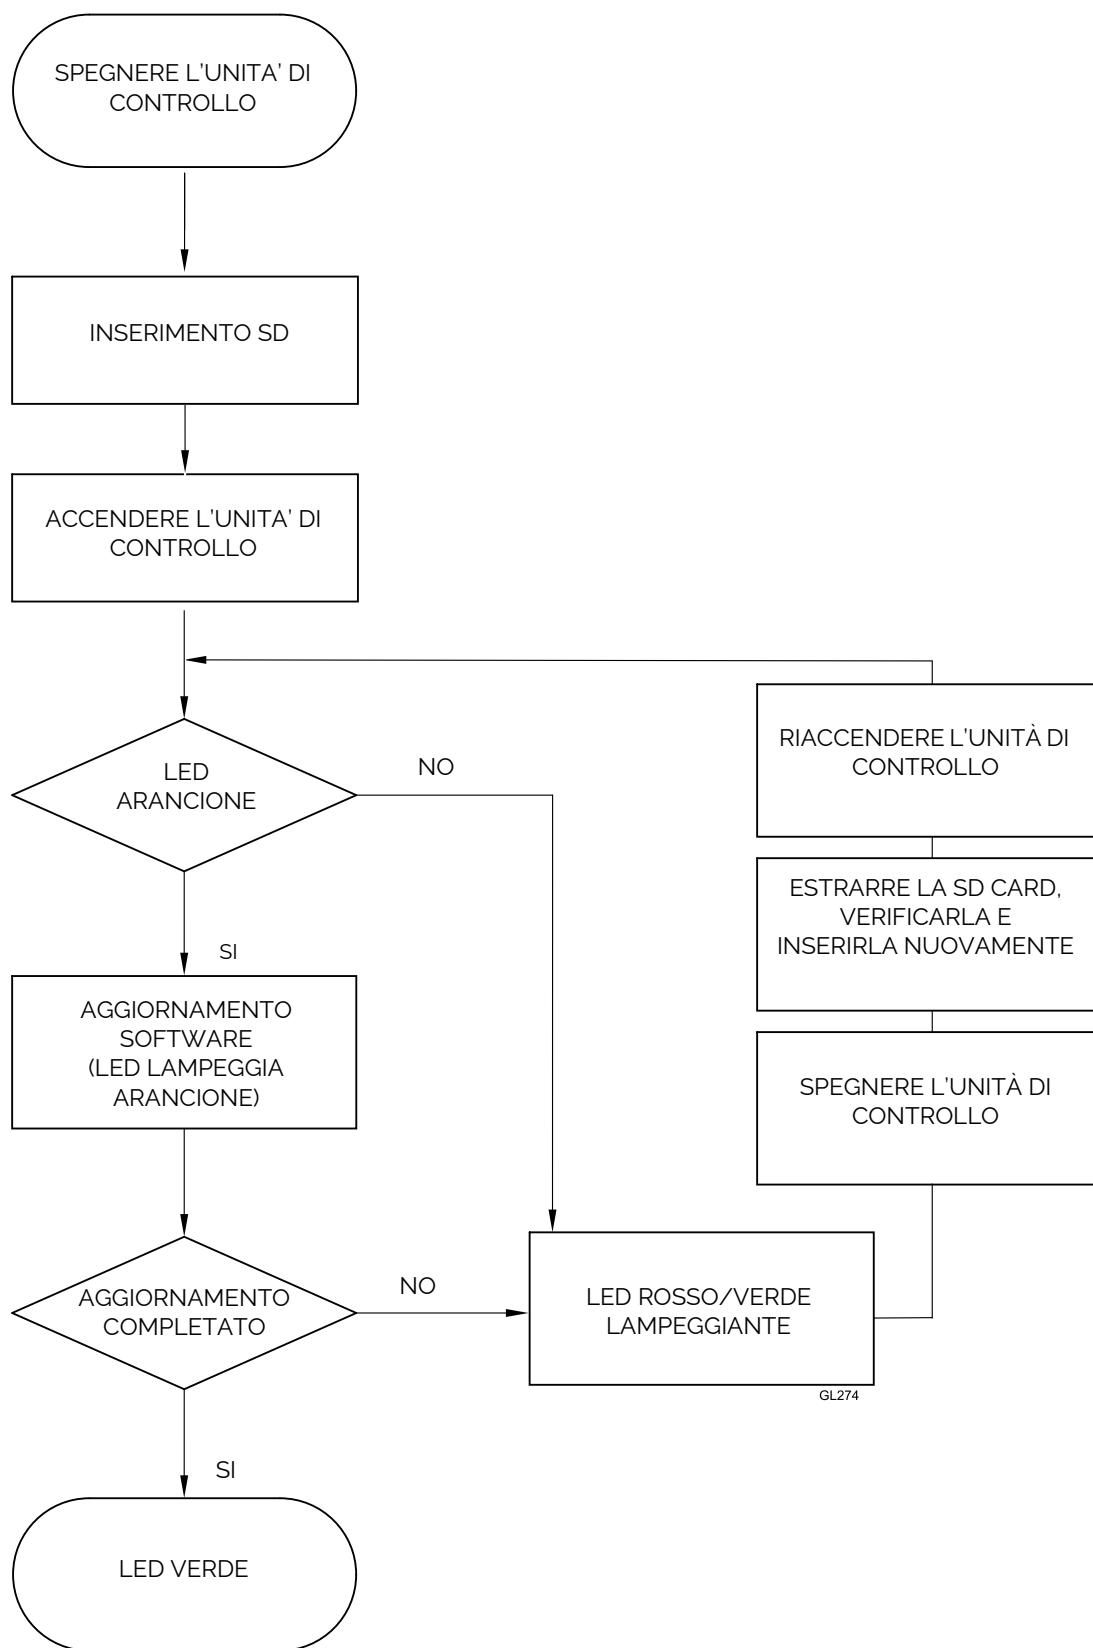 SPEGNERE L'UNITA' DI
CONTROLLO
INSERIMENTO SD
ACCENDERE L'UNITA' DI
CONTROLLO
LED
ARANCIONE
NO
SI
AGGIORNAMENTO
SOFTWARE
(LED LAMPEGGIA
ARANCIONE)
AGGIORNAMENTO
COMPLETATO
NO
SI
LED VERDE
LED ROSSO/VERDE
LAMPEGGIANTE
GL274
SPEGNERE L'UNITÀ DI
CONTROLLO
ESTRARRE LA SD CARD,
VERIFICARLA E
INSERIRLA NUOVAMENTE
RIACCENDERE L'UNITÀ DI
CONTROLLO